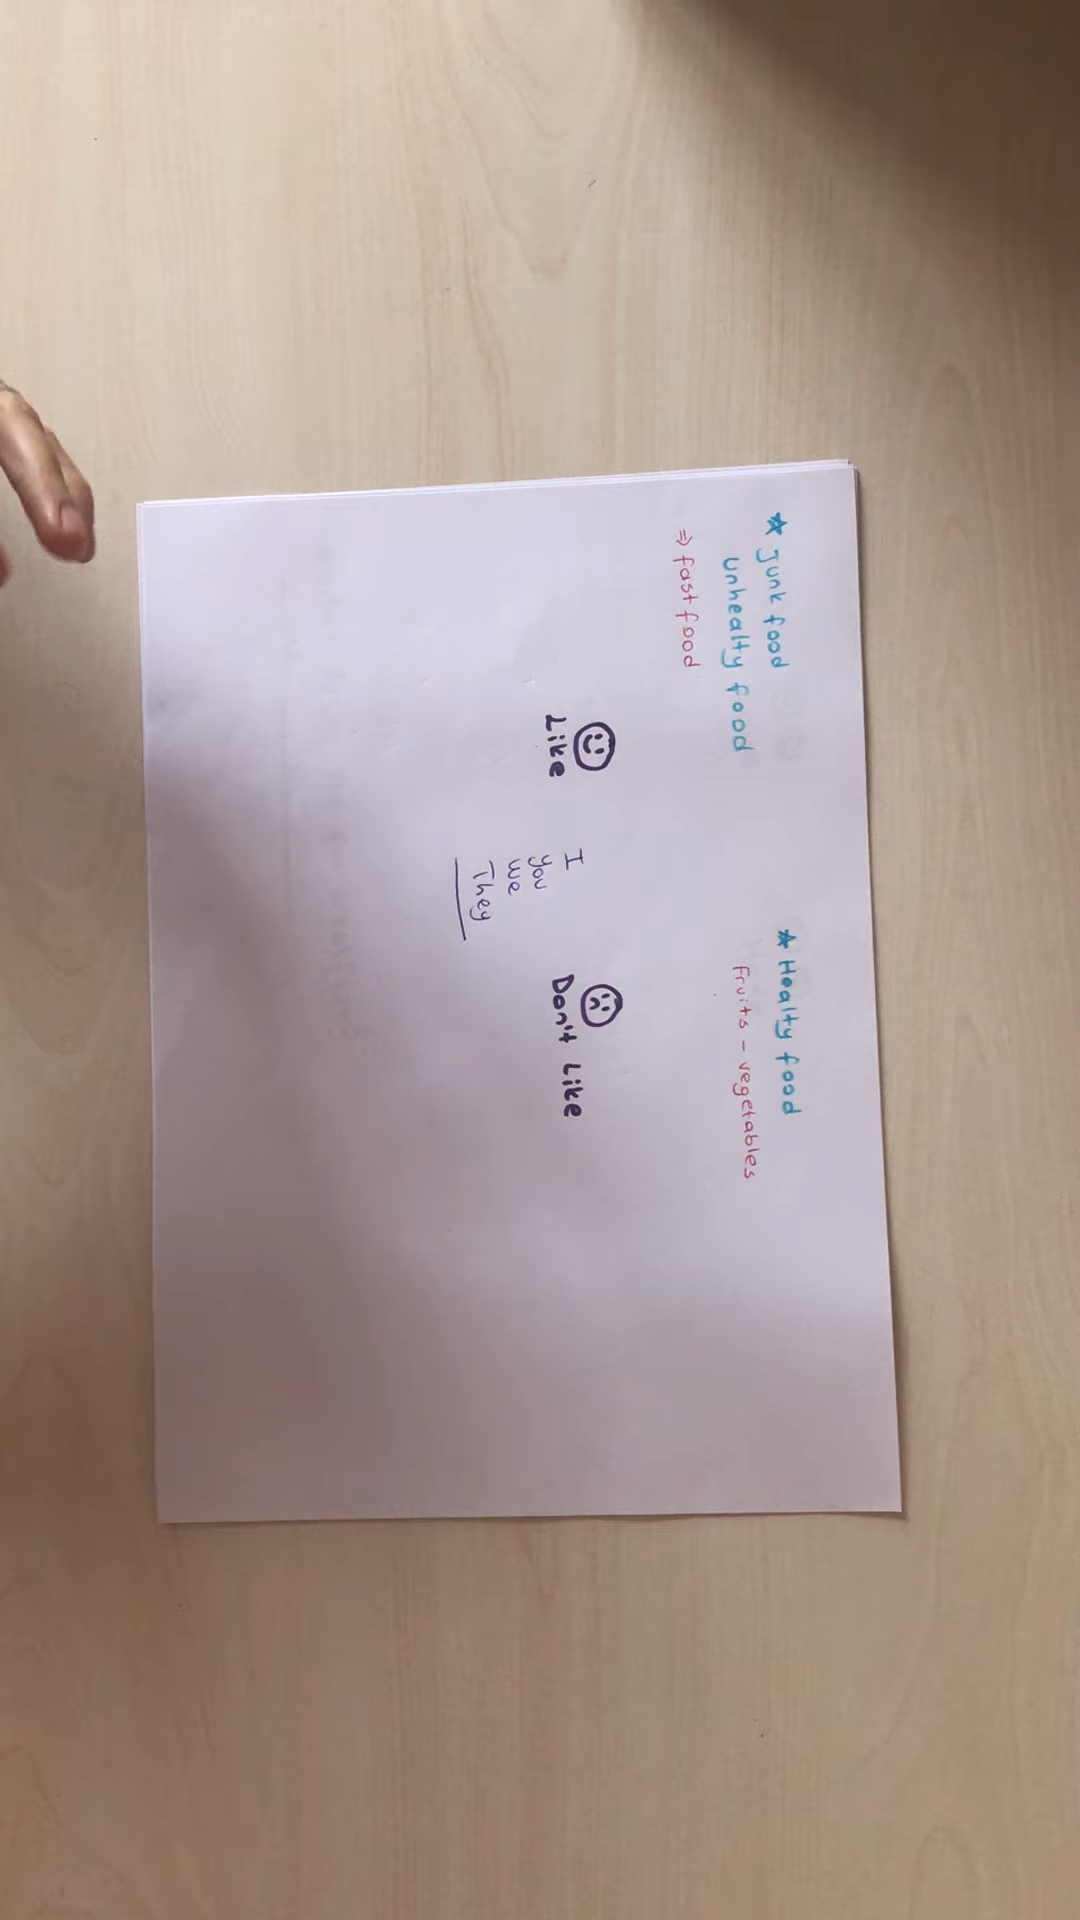 ☆ Junk food
unhealty food
⇒ fast food
☆ Healty food
Fruits - vegetables
Like
I
you
we
They
Don't Like